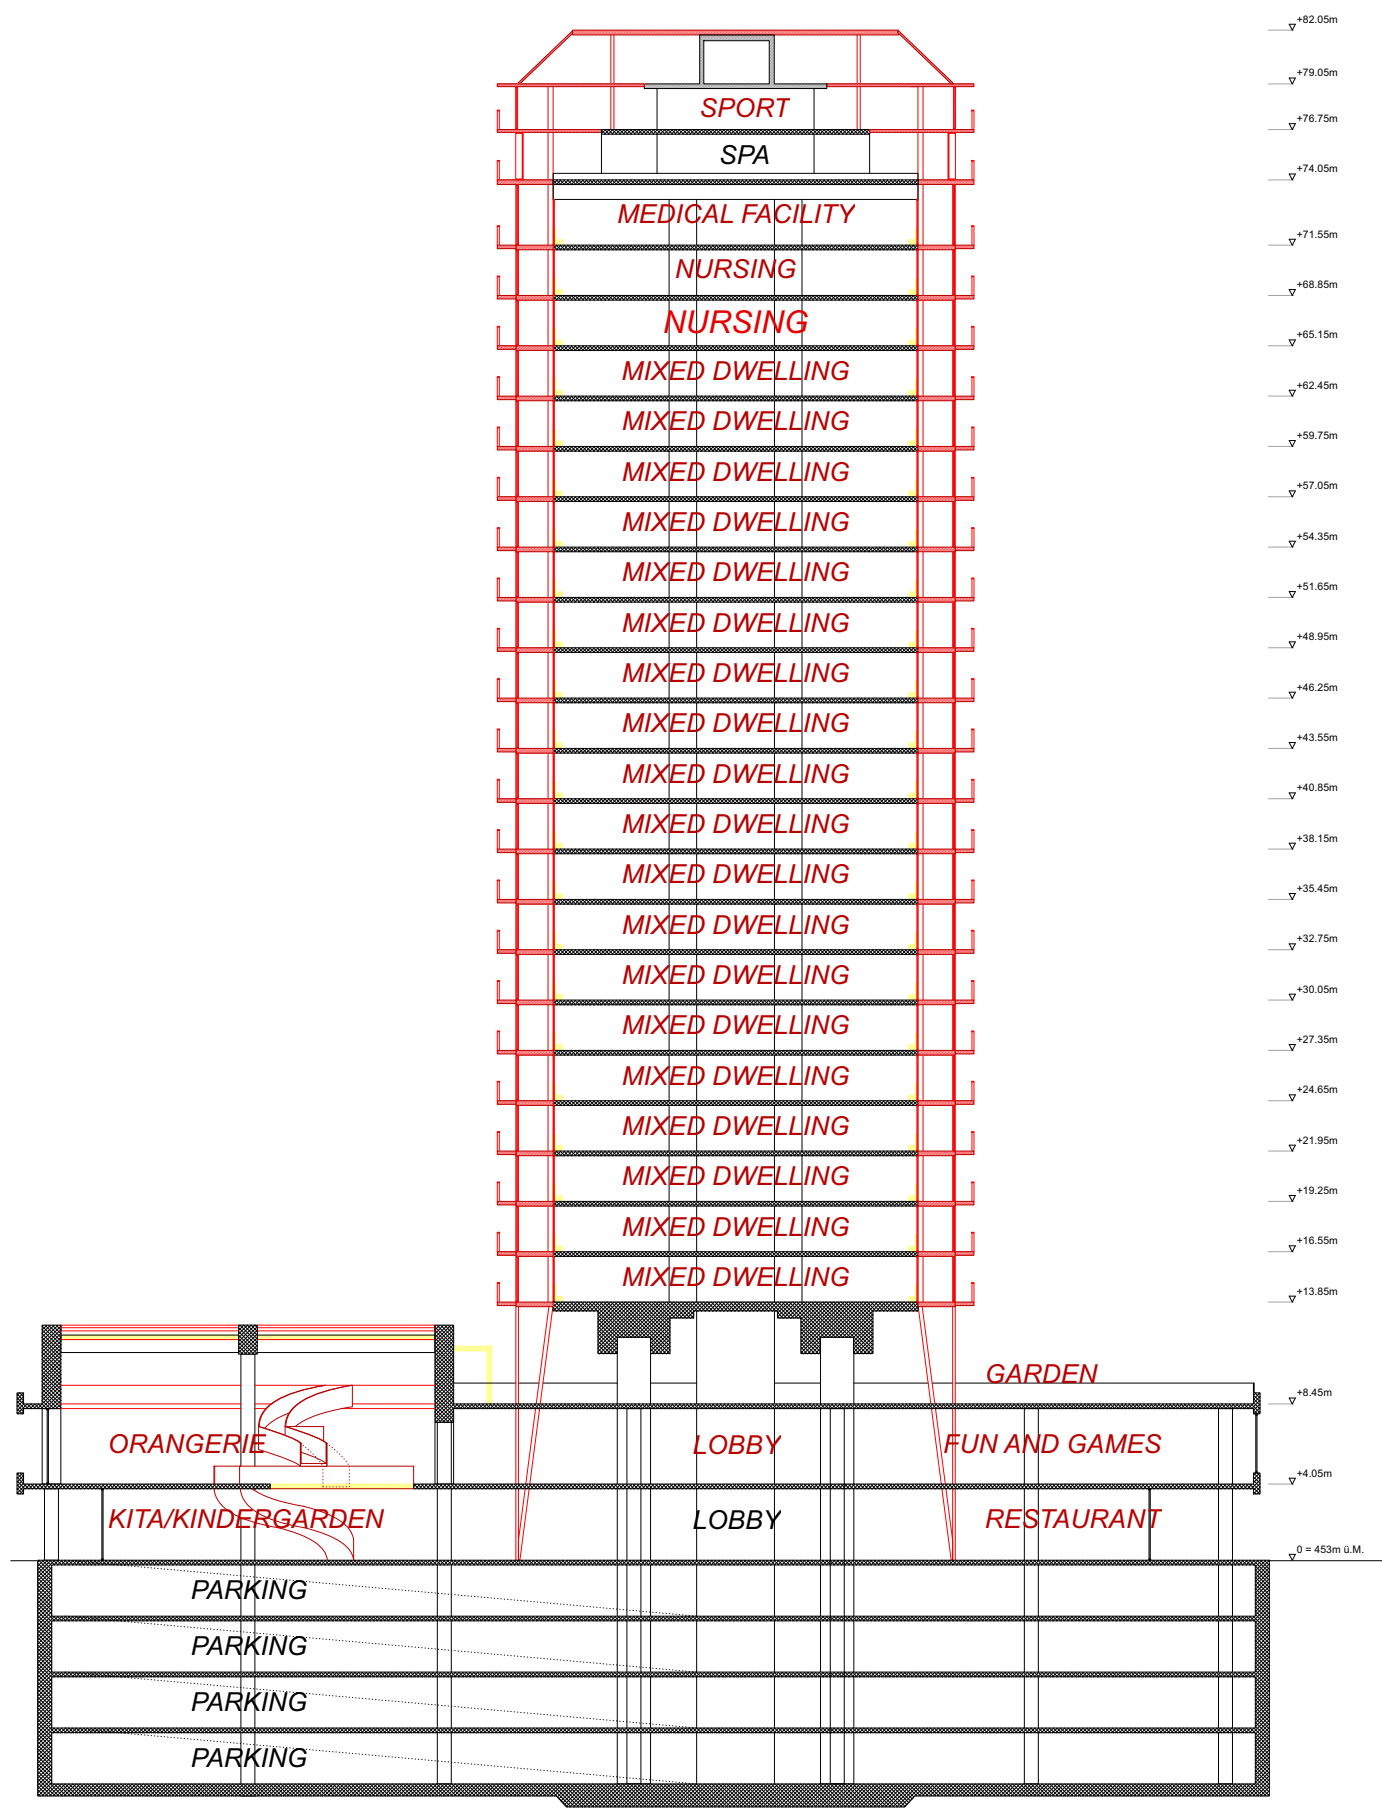 +82.05m
+79.05m
SPORT
+76.75m
SPA
+74.05m
MEDICAL FACILITY
+71.55m
NURSING
+68.85m
NURSING
+65.15m
MIXED DWELLING
+62.45m
MIXED DWELLING
+59.75m
MIXED DWELLING
+57.05m
MIXED DWELLING
+54.35m
MIXED DWELLING
+51.65m
MIXED DWELLING
+48.95m
MIXED DWELLING
+46.25m
MIXED DWELLING
+43.55m
MIXED DWELLING
+40.85m
MIXED DWELLING
+38.15m
MIXED DWELLING
+35.45m
MIXED DWELLING
+32.75m
MIXED DWELLING
+30.05m
MIXED DWELLING
+27.35m
MIXED DWELLING
+24.65m
MIXED DWELLING
+21.95m
MIXED DWELLING
+19.25m
MIXED DWELLING
+16.55m
MIXED DWELLING
+13.85m
GARDEN
+8.45m
ORANGERIE LOBBY FUN AND GAMES
+4.05m
KITA/KINDERGARDEN LOBBY RESTAURANT
0 = 453m ü.M.
PARKING
PARKING
PARKING
PARKING